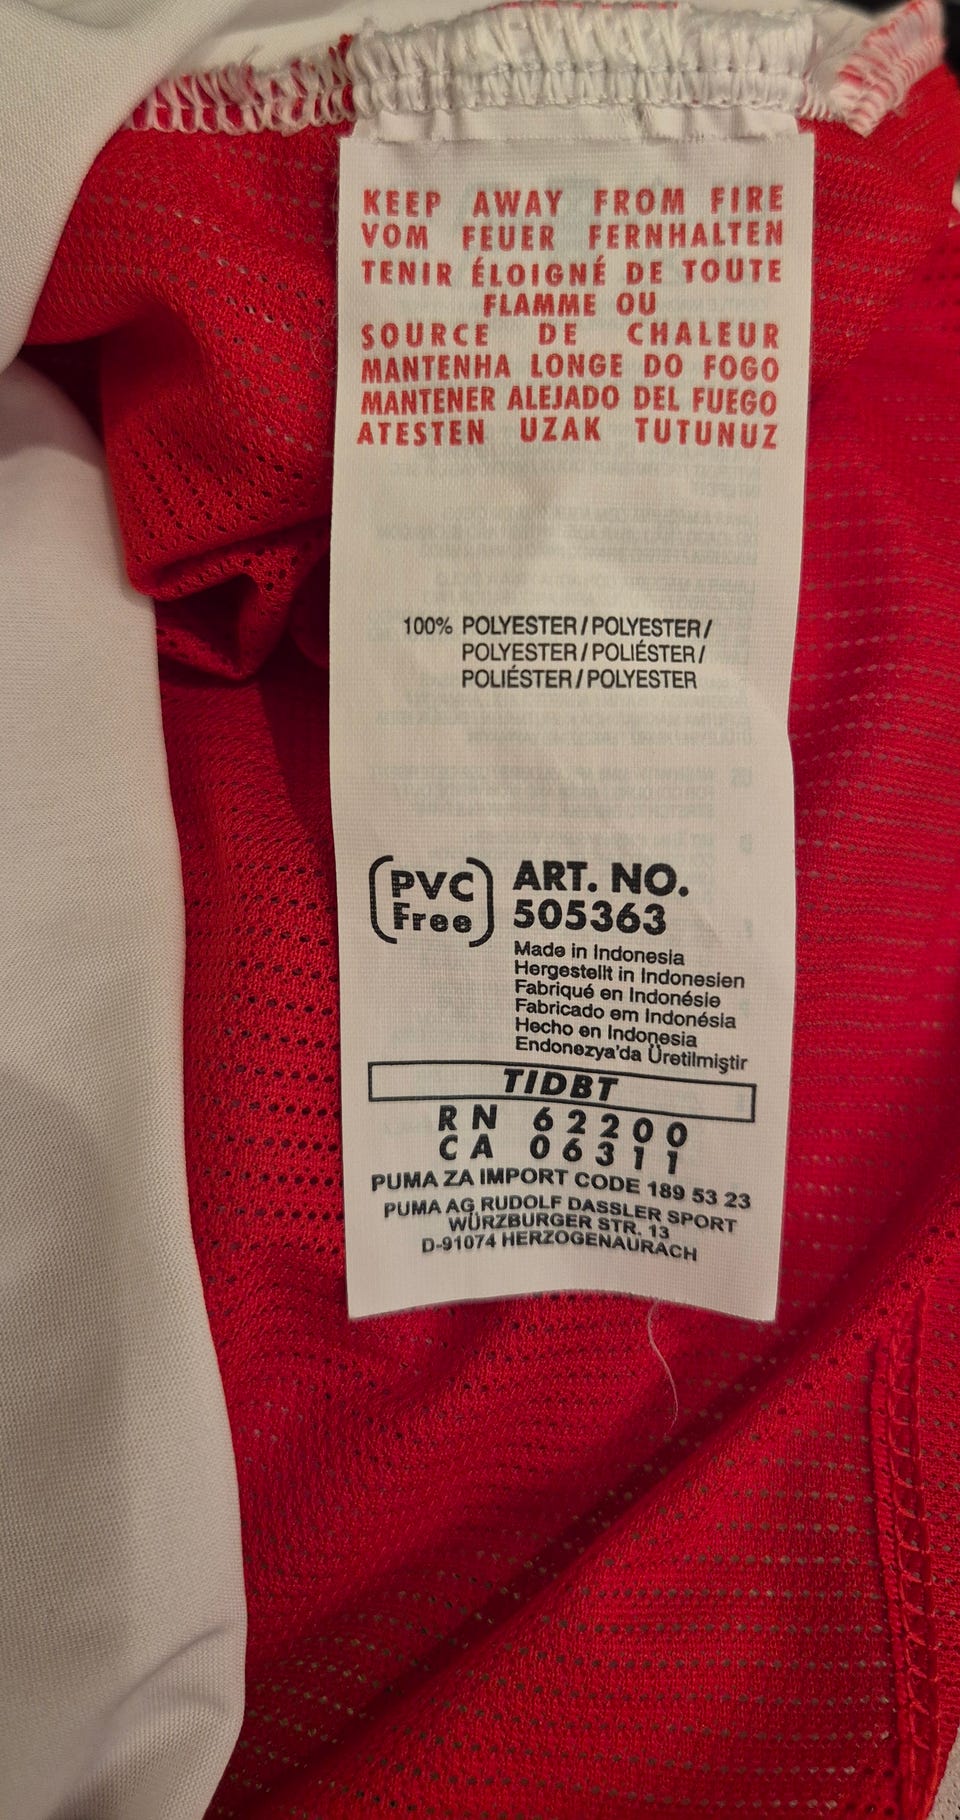 KEEP AWAY FROM FIRE
VOM FEUER FERNHALTEN
TENIR ÉLOIGNÉ DE TOUTE
FLAMME OU
SOURCE DE CHALEUR
MANTENHA LONGE DO FOGO
MANTENER ALEJADO DEL FUEGO
ATESTEN UZAK TUTUNUZ
100% POLYESTER / POLYESTER /
POLYESTER / POLIÉSTER /
POLIÉSTER / POLYESTER
PVC
Free
ART. NO.
505363
Made in Indonesia
Hergestellt in Indonesien
Fabriqué en Indonésie
Fabricado em Indonésia
Hecho en Indonesia
Endonezya'da Üretilmiştir
TIDBT
RN 62200
CA 06311
PUMA ZA IMPORT CODE 189 53 23
PUMA AG RUDOLF DASSLER SPORT
WÜRZBURGER STR. 13
D-91074 HERZOGENAURACH